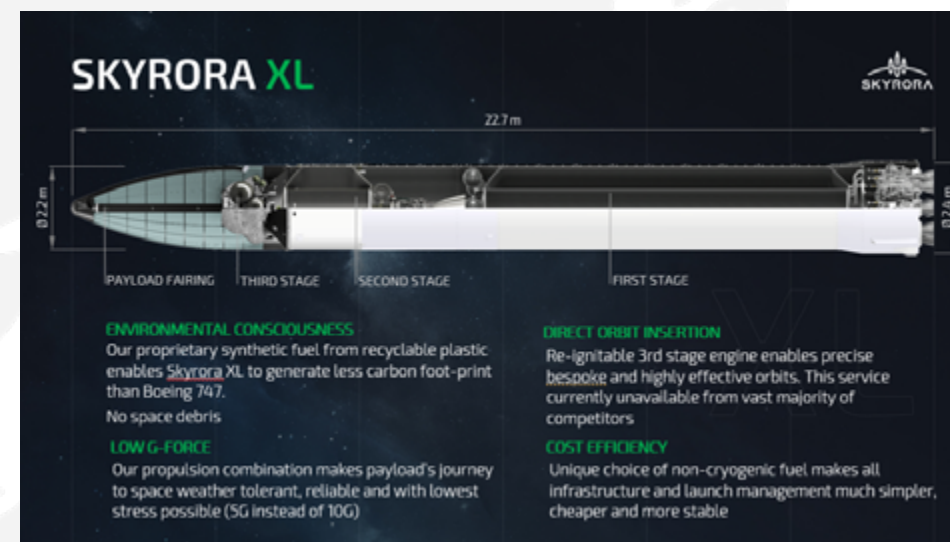 SKYRORA XL
SKYRORA
22.7 m
Ø 2.2 m
PAYLOAD FAIRING
THIRD STAGE
SECOND STAGE
FIRST STAGE
ENVIRONMENTAL CONSCIOUSNESS
Our proprietary synthetic fuel from recyclable plastic
enables Skyrora XL to generate less carbon foot-print
than Boeing 747.
No space debris
LOW G-FORCE
Our propulsion combination makes payload's journey
to space weather tolerant, reliable and with lowest
stress possible (5G instead of 10G)
DIRECT ORBIT INSERTION
Re-ignitable 3rd stage engine enables precise
bespoke and highly effective orbits. This service
currently unavailable from vast majority of
competitors
COST EFFICIENCY
Unique choice of non-cryogenic fuel makes all
infrastructure and launch management much simpler,
cheaper and more stable
XL